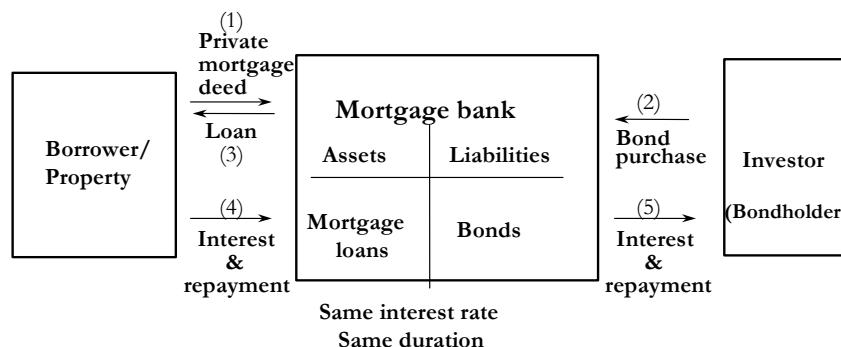 (1)
Private
mortgage
deed
Loan
(3)
Borrower/
Property
(4)
Interest
&
repayment
Mortgage bank
Assets
Liabilities
Mortgage
loans
Bonds
Same interest rate
Same duration
(2)
Bond
purchase
(5)
Interest
&
repayment
Investor
(Bondholder